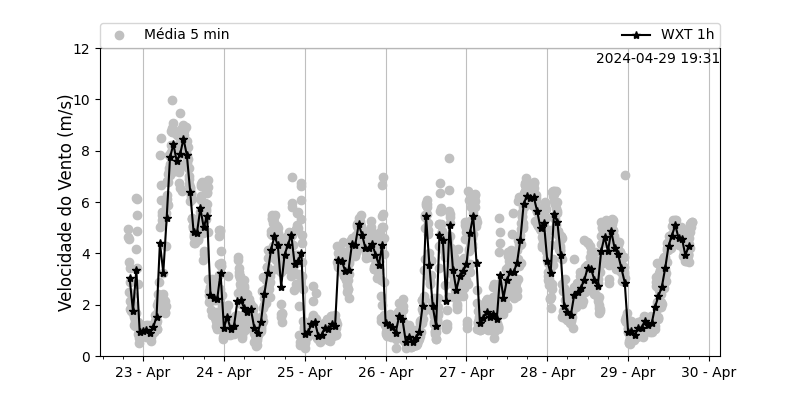 Média 5 min
WXT 1h
2024-04-29 19:31
Velocidade do Vento (m/s)
12
10
8
6
4
2
0
23 - Apr
24 - Apr
25 - Apr
26 - Apr
27 - Apr
28 - Apr
29 - Apr
30 - Apr